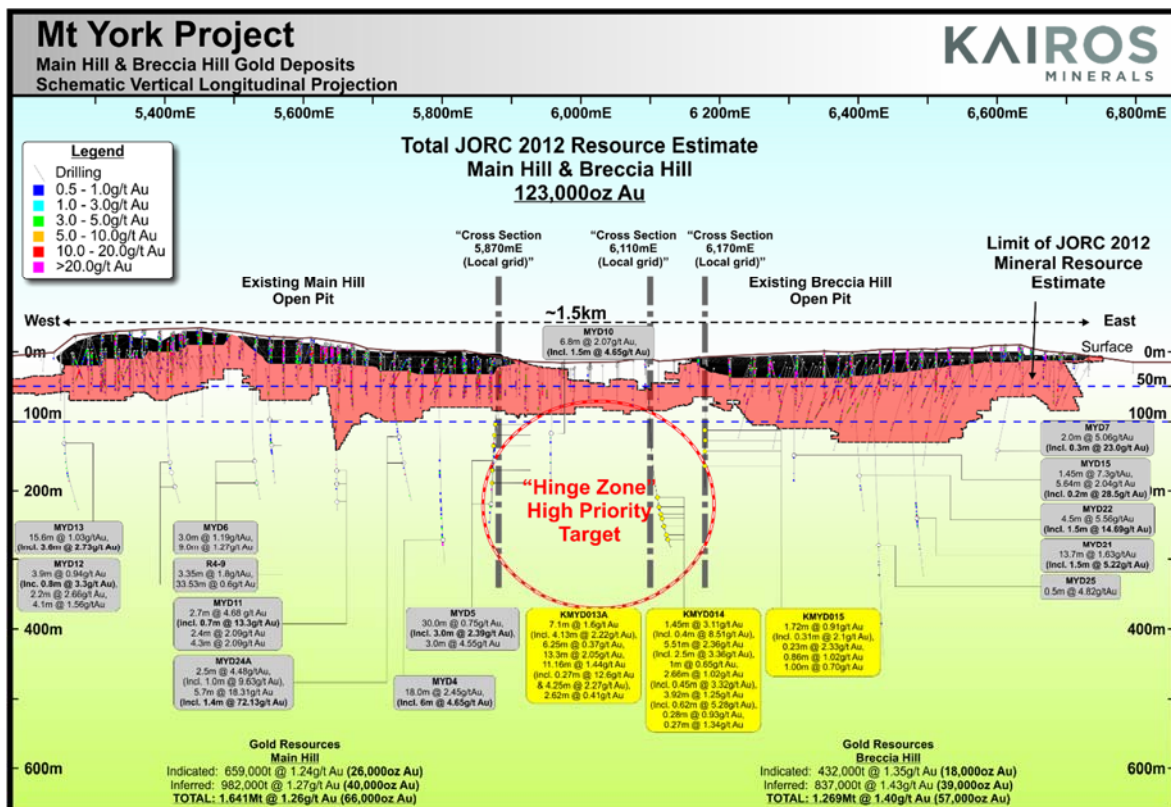 Mt York Project
Main Hill & Breccia Hill Gold Deposits
Schematic Vertical Longitudinal Projection
KAIROS
MINERALS
5,400mE
5,600mE
5,800mE
6,000mE
6 200mE
6,400mE
6,600mE
6,800mE
Legend
Drilling
0.5 - 1.0g/t Au
1.0 - 3.0g/t Au
3.0 - 5.0g/t Au
5.0 - 10.0g/t Au
10.0 - 20.0g/t Au
>20.0g/t Au
Total JORC 2012 Resource Estimate
Main Hill & Breccia Hill
123,000oz Au
"Cross Section
5,870mE
(Local grid)"
"Cross Section
6,110mE
(Local grid)"
"Cross Section
6,170mE
(Local grid)"
Limit of JORC 2012
Mineral Resource
Estimate
Existing Main Hill
Open Pit
Existing Breccia Hill
Open Pit
West
~1.5km
East
Surface
0m
0m
50m
100m
100m
200m
400m
400m
600m
600m
MYD10
6.8m @ 2.07g/t Au,
(Incl. 1.5m @ 4.65g/t Au)
"Hinge Zone"
High Priority
Target
MYD7
2.0m @ 5.06g/tAu
(Incl. 0.3m @ 23.0g/t Au)
MYD15
1.45m @ 7.3g/tAu
5.64m @ 2.04g/t Au
(Incl. 0.2m @ 28.5g/t Au)
MYD22
4.5m @ 5.56g/tAu
(Incl. 1.5m @ 14.69g/t Au)
MYD21
13.7m @ 1.63g/t Au
(Incl. 1.5m @ 5.22g/t Au)
MYD25
0.5m @ 4.82g/tAu
MYD13
15.6m @ 1.03g/t Au,
(Incl. 3.6m @ 2.73g/t Au)
MYD12
3.9m @ 0.94g/t Au,
(Inc. 0.8m @ 3.3g/t Au),
2.2m @ 2.66g/t Au,
4.1m @ 1.56g/t Au
MYD6
3.0m @ 1.19g/t Au,
9.0m @ 1.27g/t Au
R4-9
3.35m @ 1.8g/tAu,
33.53m @ 0.6g/t Au
MYD11
2.7m @ 4.68 g/t Au
(incl. 0.7m @ 13.3g/t Au)
2.4m @ 2.09g/t Au
4.3m @ 2.09g/t Au
MYD24A
2.5m @ 4.48g/tAu,
(Incl. 1.0m @ 9.63g/t Au),
5.7m @ 18.31g/t Au
(Incl. 1.4m @ 72.13g/t Au)
MYD5
30.0m @ 0.75g/t Au,
(Incl. 3.0m @ 2.39g/t Au)
3.0m @ 4.55g/t Au
MYD4
18.0m @ 2.45g/t Au,
(Incl. 6m @ 4.65g/t Au)
KMYD013A
7.1m @ 1.6g/t Au
(Incl. 4.13m @ 2.22g/t Au),
6.25m @ 0.37g/t Au,
13.3m @ 2.05g/t Au,
11.16m @ 1.44g/t Au
(Incl. 0.27m @ 12.6g/t Au
& 4.25m @ 2.27g/t Au),
2.62m @ 0.41g/t Au
KMYD014
1.45m @ 3.11g/t Au
(Incl. 0.4m @ 8.51g/t Au),
5.51m @ 2.36g/t Au
(Incl. 2.5m @ 3.36g/t Au),
1m @ 0.65g/t Au,
2.66m @ 1.02g/t Au
(Incl. 0.45m @ 3.32g/t Au),
3.92m @ 1.25g/t Au
(Incl. 0.62m @ 5.28g/t Au),
0.28m @ 0.93g/t Au,
0.27m @ 1.34g/t Au
KMYD015
1.72m @ 0.91g/t Au
(Incl. 0.31m @ 2.1g/t Au),
0.23m @ 2.33g/t Au,
0.86m @ 1.02g/t Au
1.00m @ 0.70g/t Au
Gold Resources
Main Hill
Indicated: 659,000t @ 1.24g/t Au (26,000oz Au)
Inferred: 982,000t @ 1.27g/t Au (40,000oz Au)
TOTAL: 1.641Mt @ 1.26g/t Au (66,000oz Au)
Gold Resources
Breccia Hill
Indicated: 432,000t @ 1.35g/t Au (18,000oz Au)
Inferred: 837,000t @ 1.43g/t Au (39,000oz Au)
TOTAL: 1.269Mt @ 1.40g/t Au (57,000oz Au)